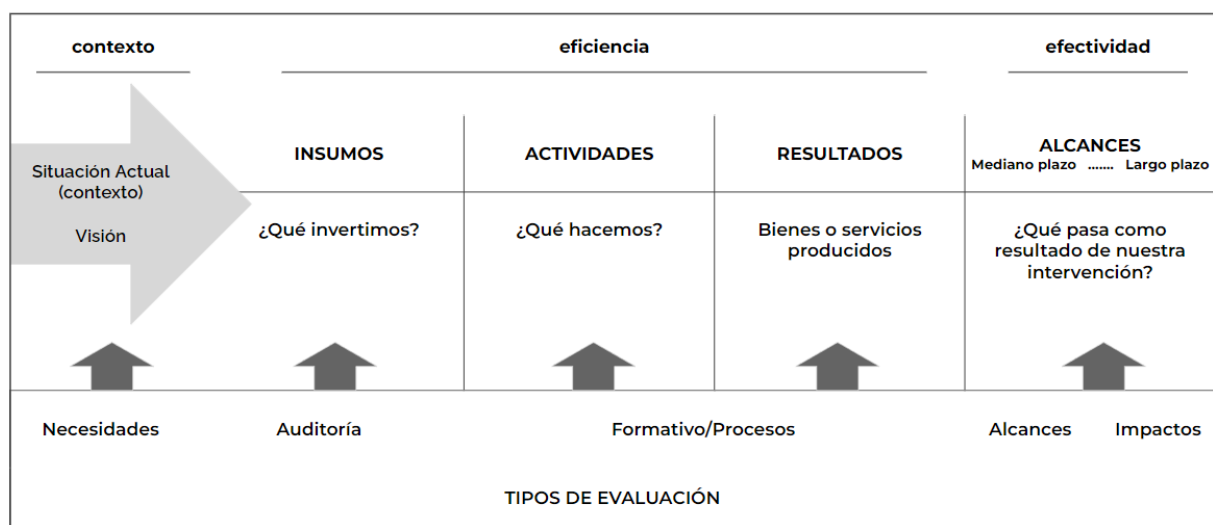 contexto
eficiencia
efectividad
Situación Actual
(contexto)
Visión
INSUMOS
ACTIVIDADES
RESULTADOS
ALCANCES
Mediano plazo ....... Largo plazo
¿Qué invertimos?
¿Qué hacemos?
Bienes o servicios
producidos
¿Qué pasa como
resultado de nuestra
intervención?
Necesidades
Auditoría
Formativo/Procesos
Alcances
Impactos
TIPOS DE EVALUACIÓN